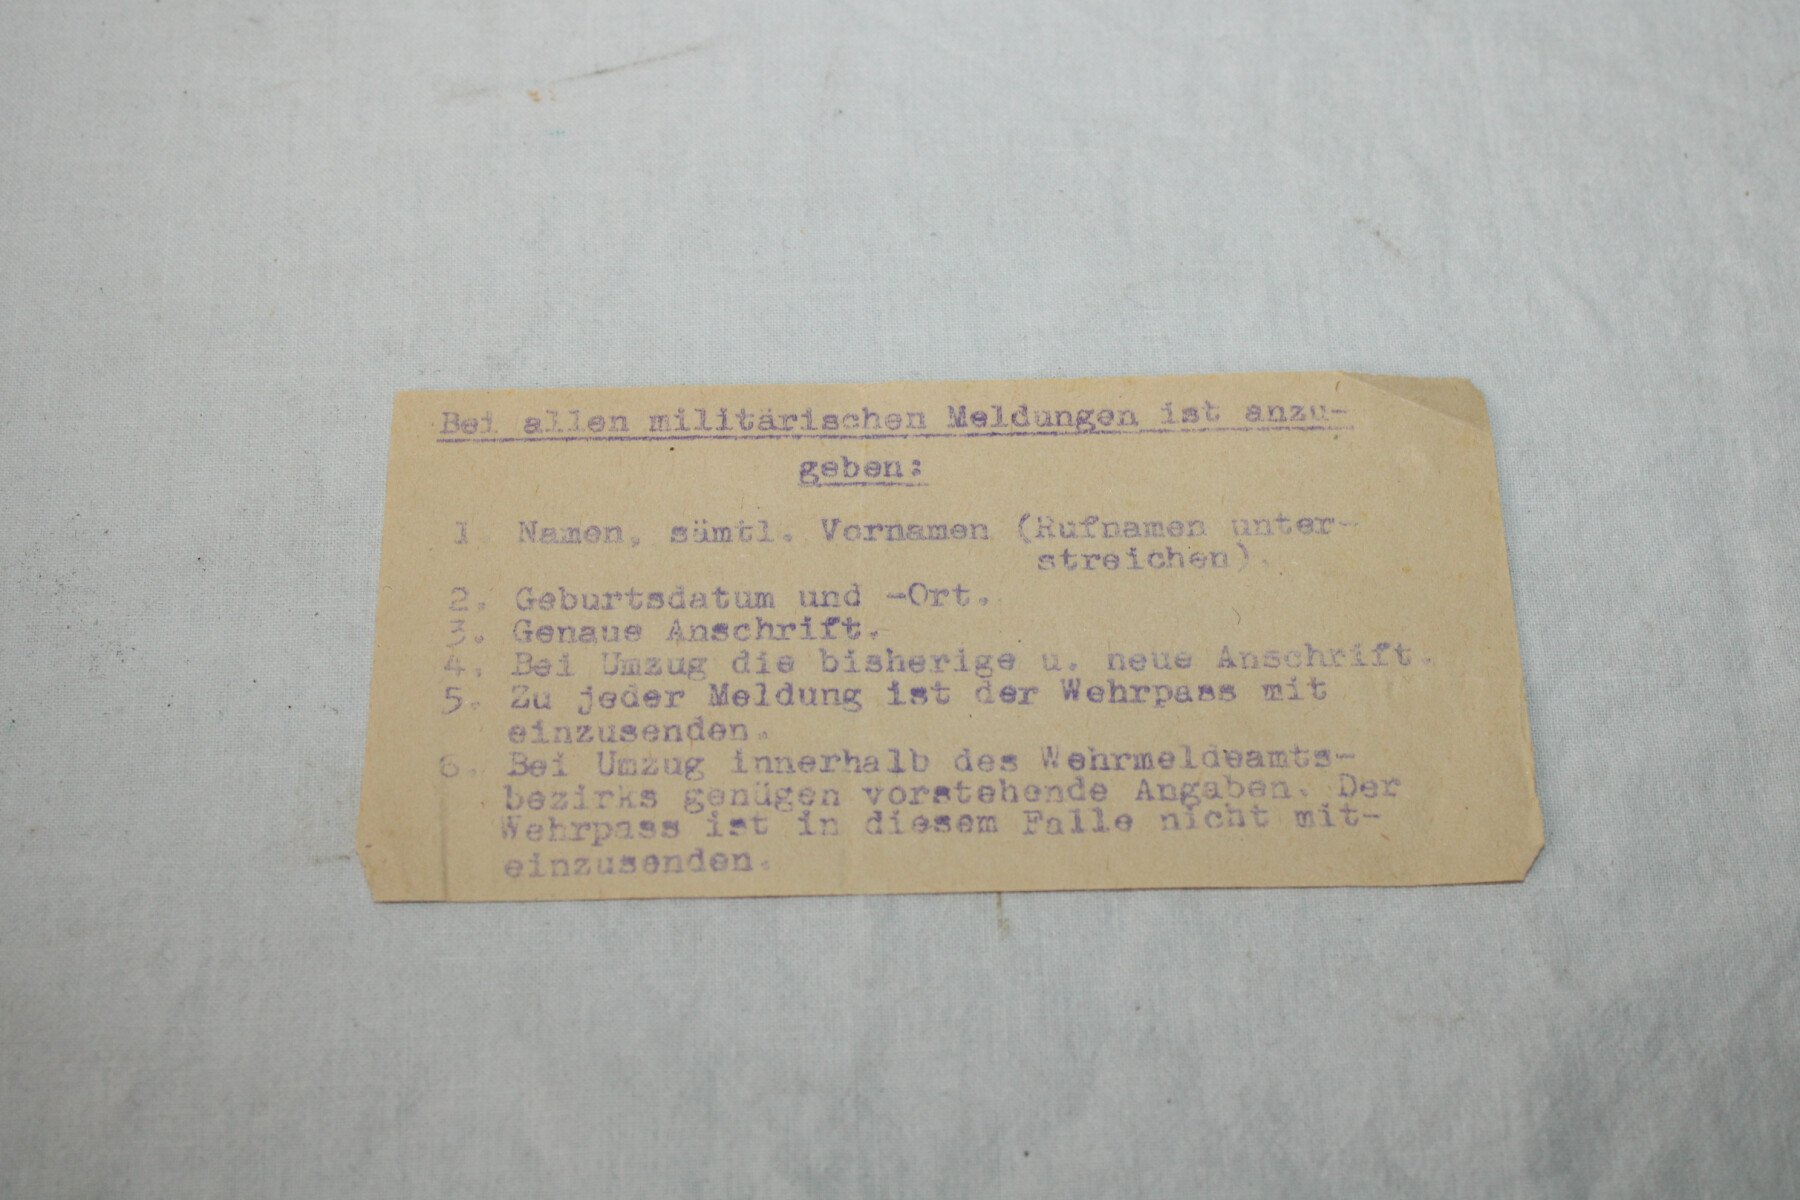 Bei allen militärischen Meldungen ist anzu-
geben:
1. Namen, sämtl. Vornamen (Rufnamen unter-
streichen).
2. Geburtsdatum und -Ort.
3. Genaue Anschrift.
4. Bei Umzug die bisherige u. neue Anschrift.
5. Zu jeder Meldung ist der Wehrpass mit
einzusenden.
6. Bei Umzug innerhalb des Wehrmeldeamts-
bezirks genügen vorstehende Angaben. Der
Wehrpass ist in diesem Falle nicht mit-
einzusenden.